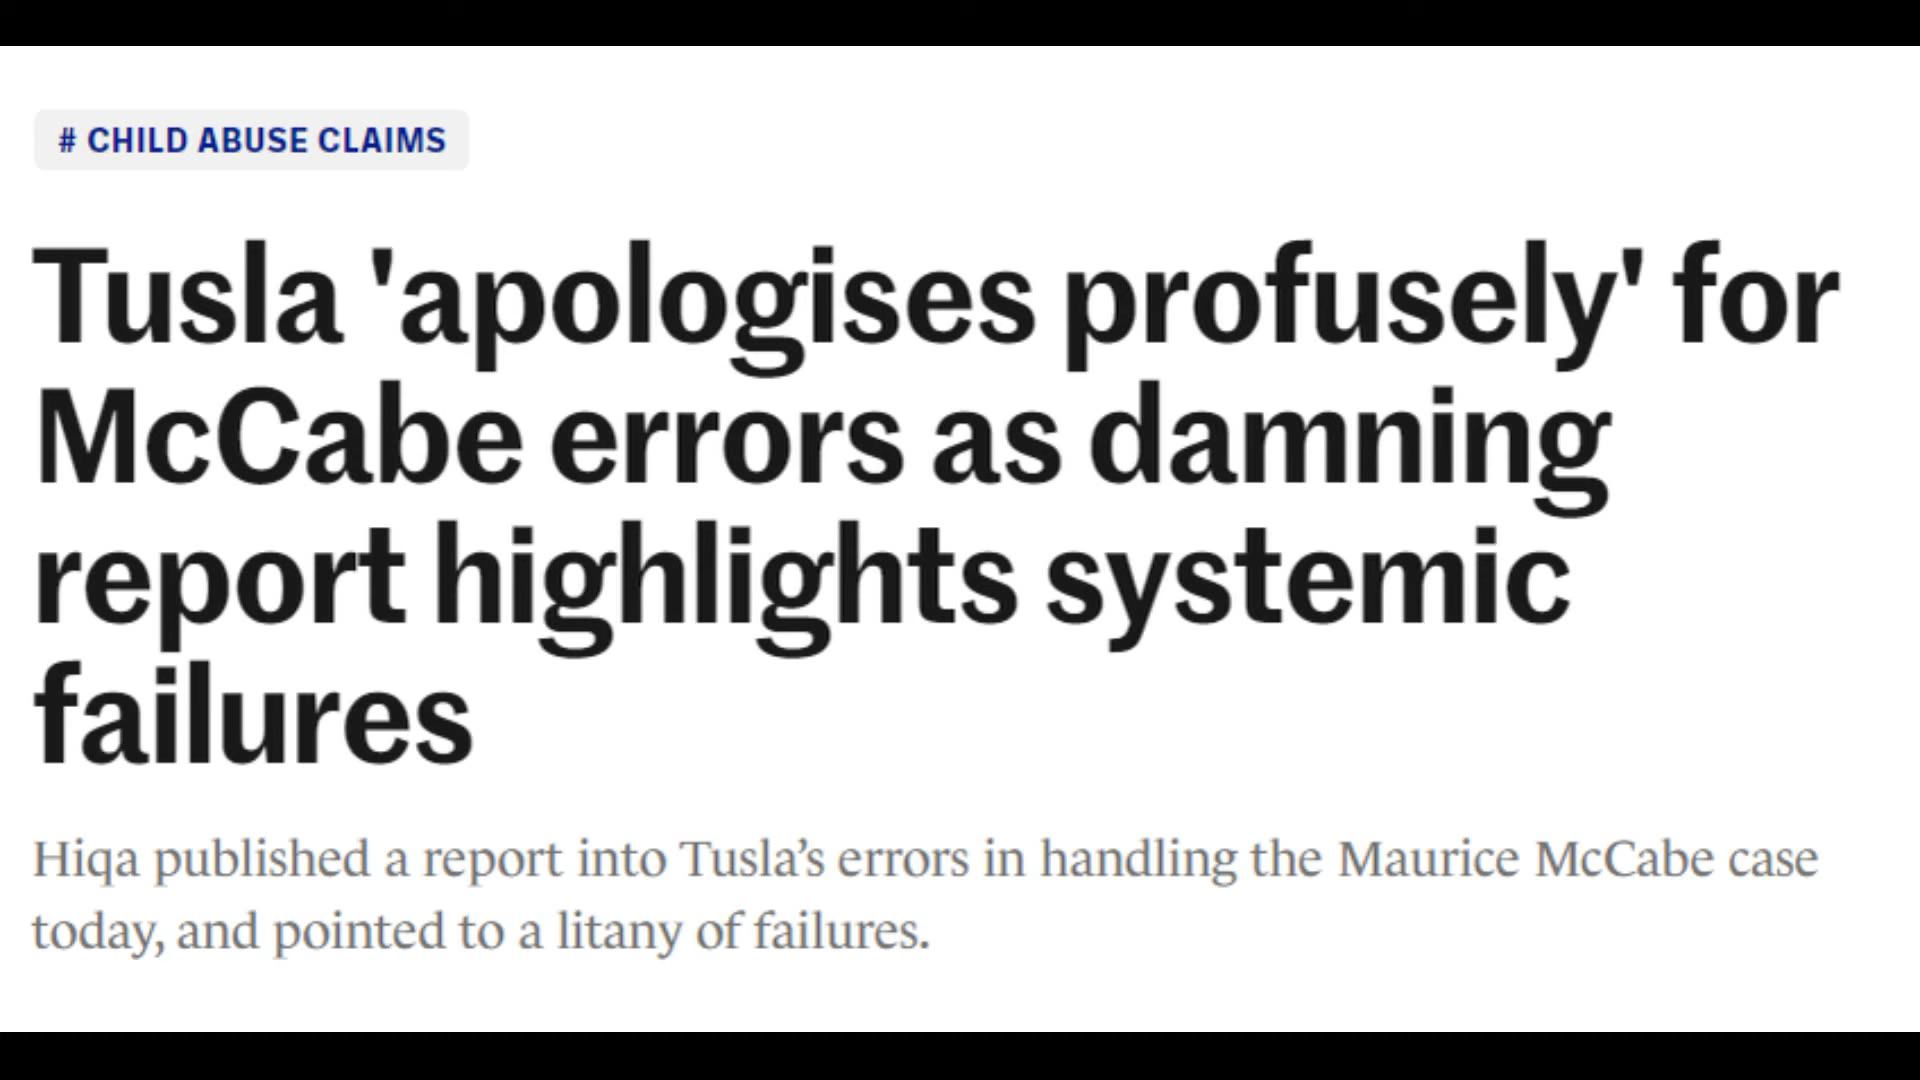 # CHILD ABUSE CLAIMS
Tusla 'apologises profusely' for
McCabe errors as damning
report highlights systemic
failures
Hiqa published a report into Tusla’s errors in handling the Maurice McCabe case
today, and pointed to a litany of failures.